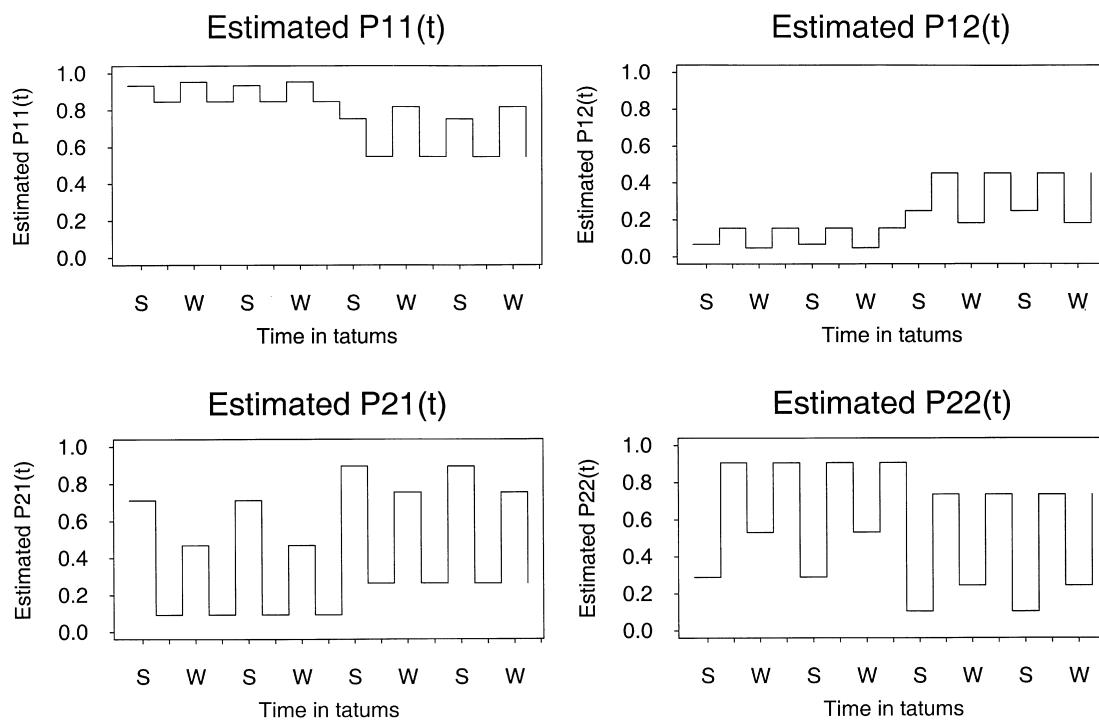 Estimated P11(t)
Estimated P11(t)
1.0
0.8
0.6
0.4
0.2
0.0
S W S W S W S W
Time in tatums
Estimated P12(t)
Estimated P12(t)
1.0
0.8
0.6
0.4
0.2
0.0
S W S W S W S W
Time in tatums
Estimated P21(t)
Estimated P21(t)
1.0
0.8
0.6
0.4
0.2
0.0
S W S W S W S W
Time in tatums
Estimated P22(t)
Estimated P22(t)
1.0
0.8
0.6
0.4
0.2
0.0
S W S W S W S W
Time in tatums